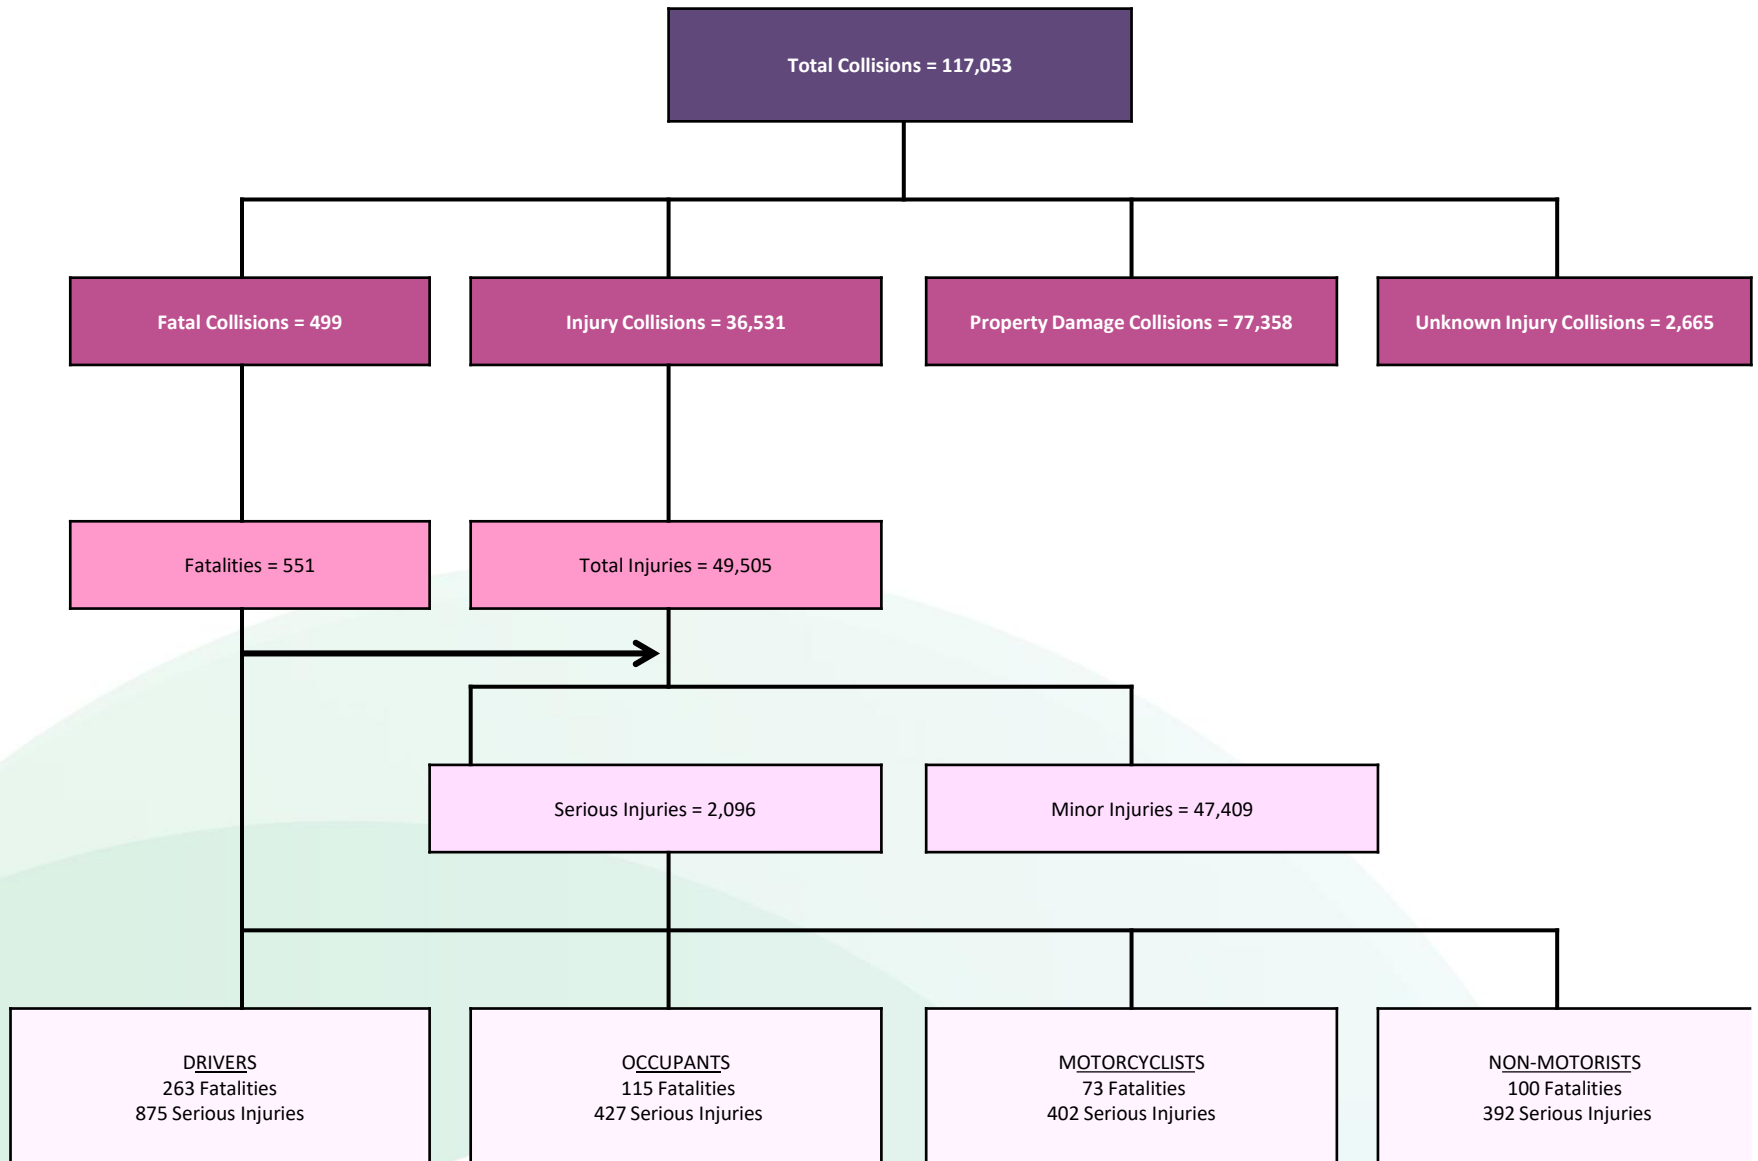 Total Collisions = 117,053
Fatal Collisions = 499
Injury Collisions = 36,531
Property Damage Collisions = 77,358
Unknown Injury Collisions = 2,665
Fatalities = 551
Total Injuries = 49,505
Serious Injuries = 2,096
Minor Injuries = 47,409
DRIVERS
263 Fatalities
875 Serious Injuries
OCCUPANTS
115 Fatalities
427 Serious Injuries
MOTORCYCLISTS
73 Fatalities
402 Serious Injuries
NON-MOTORISTS
100 Fatalities
392 Serious Injuries